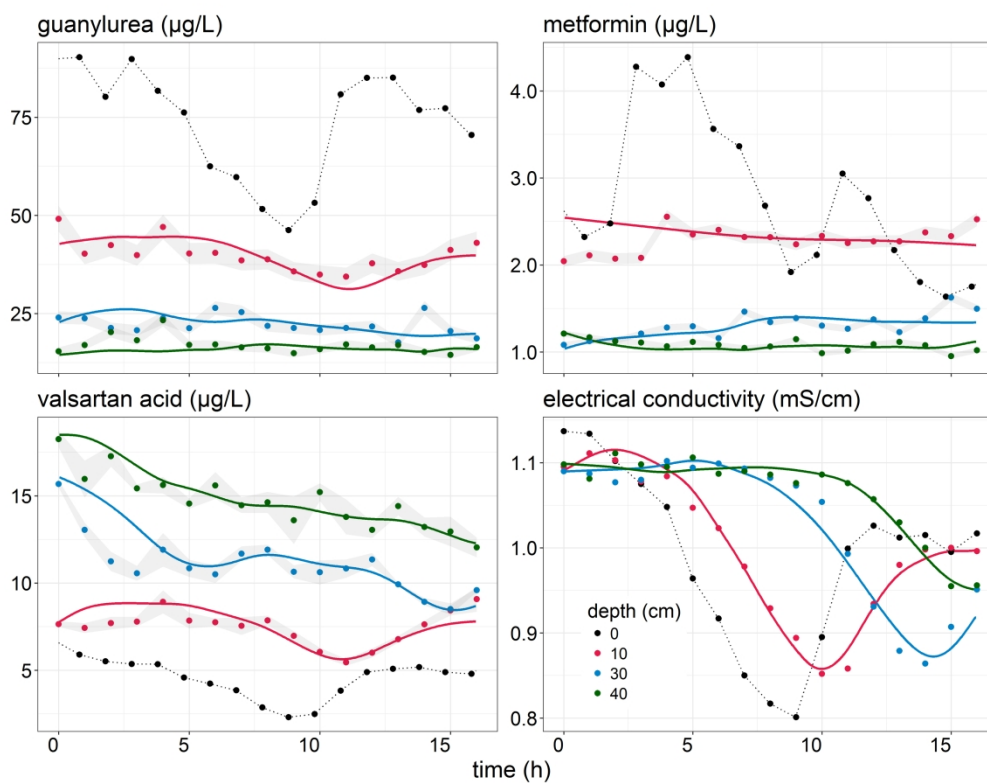 guanylurea (µg/L)
metformin (µg/L)
75
50
25
4.0
3.0
2.0
1.0
valsartan acid (µg/L)
electrical conductivity (mS/cm)
15
10
5
1.1
1.0
0.9
0.8
depth (cm)
0
10
30
40
0 5 10 15
0 5 10 15
time (h)